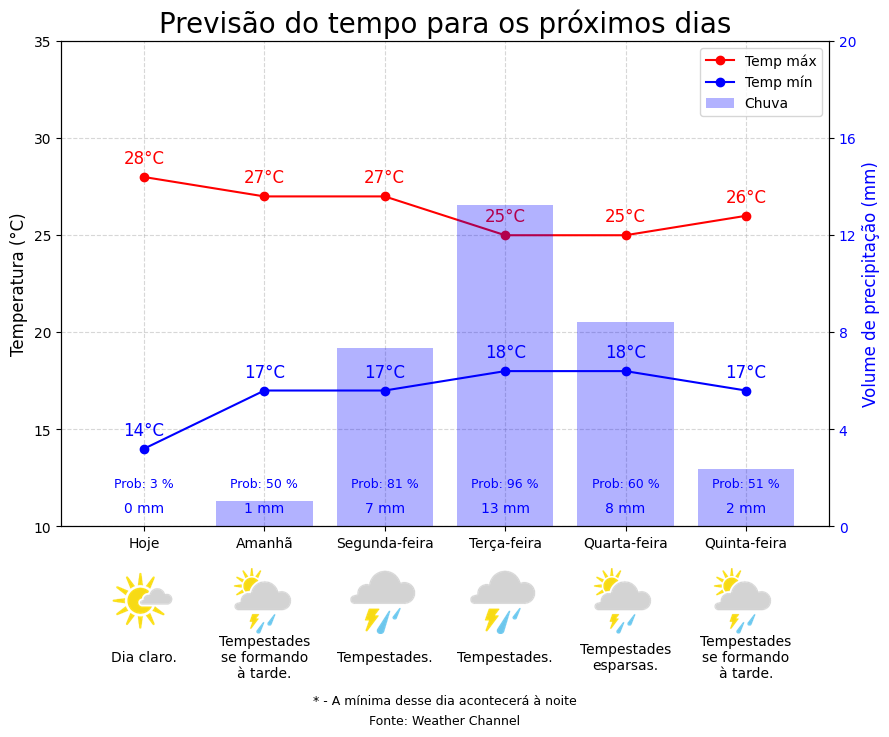 Previsão do tempo para os próximos dias
Temp máx
Temp mín
Chuva
Temperatura (°C)
Volume de precipitação (mm)
35
30
25
20
15
10
20
16
12
8
4
0
28°C
27°C
27°C
25°C
25°C
26°C
14°C
17°C
17°C
18°C
18°C
17°C
Prob: 3 %
Prob: 50 %
Prob: 81 %
Prob: 96 %
Prob: 60 %
Prob: 51 %
0 mm
1 mm
7 mm
13 mm
8 mm
2 mm
Hoje
Amanhã
Segunda-feira
Terça-feira
Quarta-feira
Quinta-feira
Dia claro.
Tempestades
se formando
à tarde.
Tempestades.
Tempestades.
Tempestades
esparsas.
Tempestades
se formando
à tarde.
* - A mínima desse dia acontecerá à noite
Fonte: Weather Channel